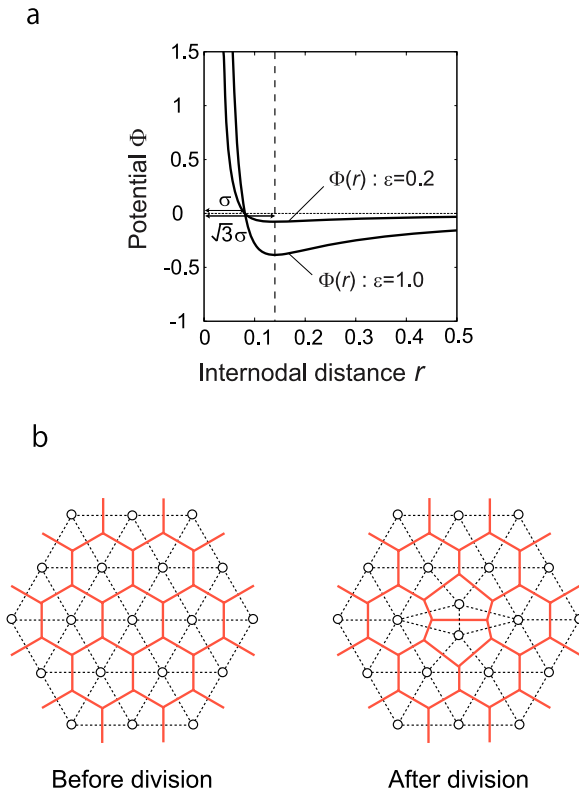 a
1.5
1
0.5
0
-0.5
-1
Potential Φ
σ
√3σ
Φ(r) : ε=0.2
Φ(r) : ε=1.0
0 0.1 0.2 0.3 0.4 0.5
Internodal distance r
b
Before division After division